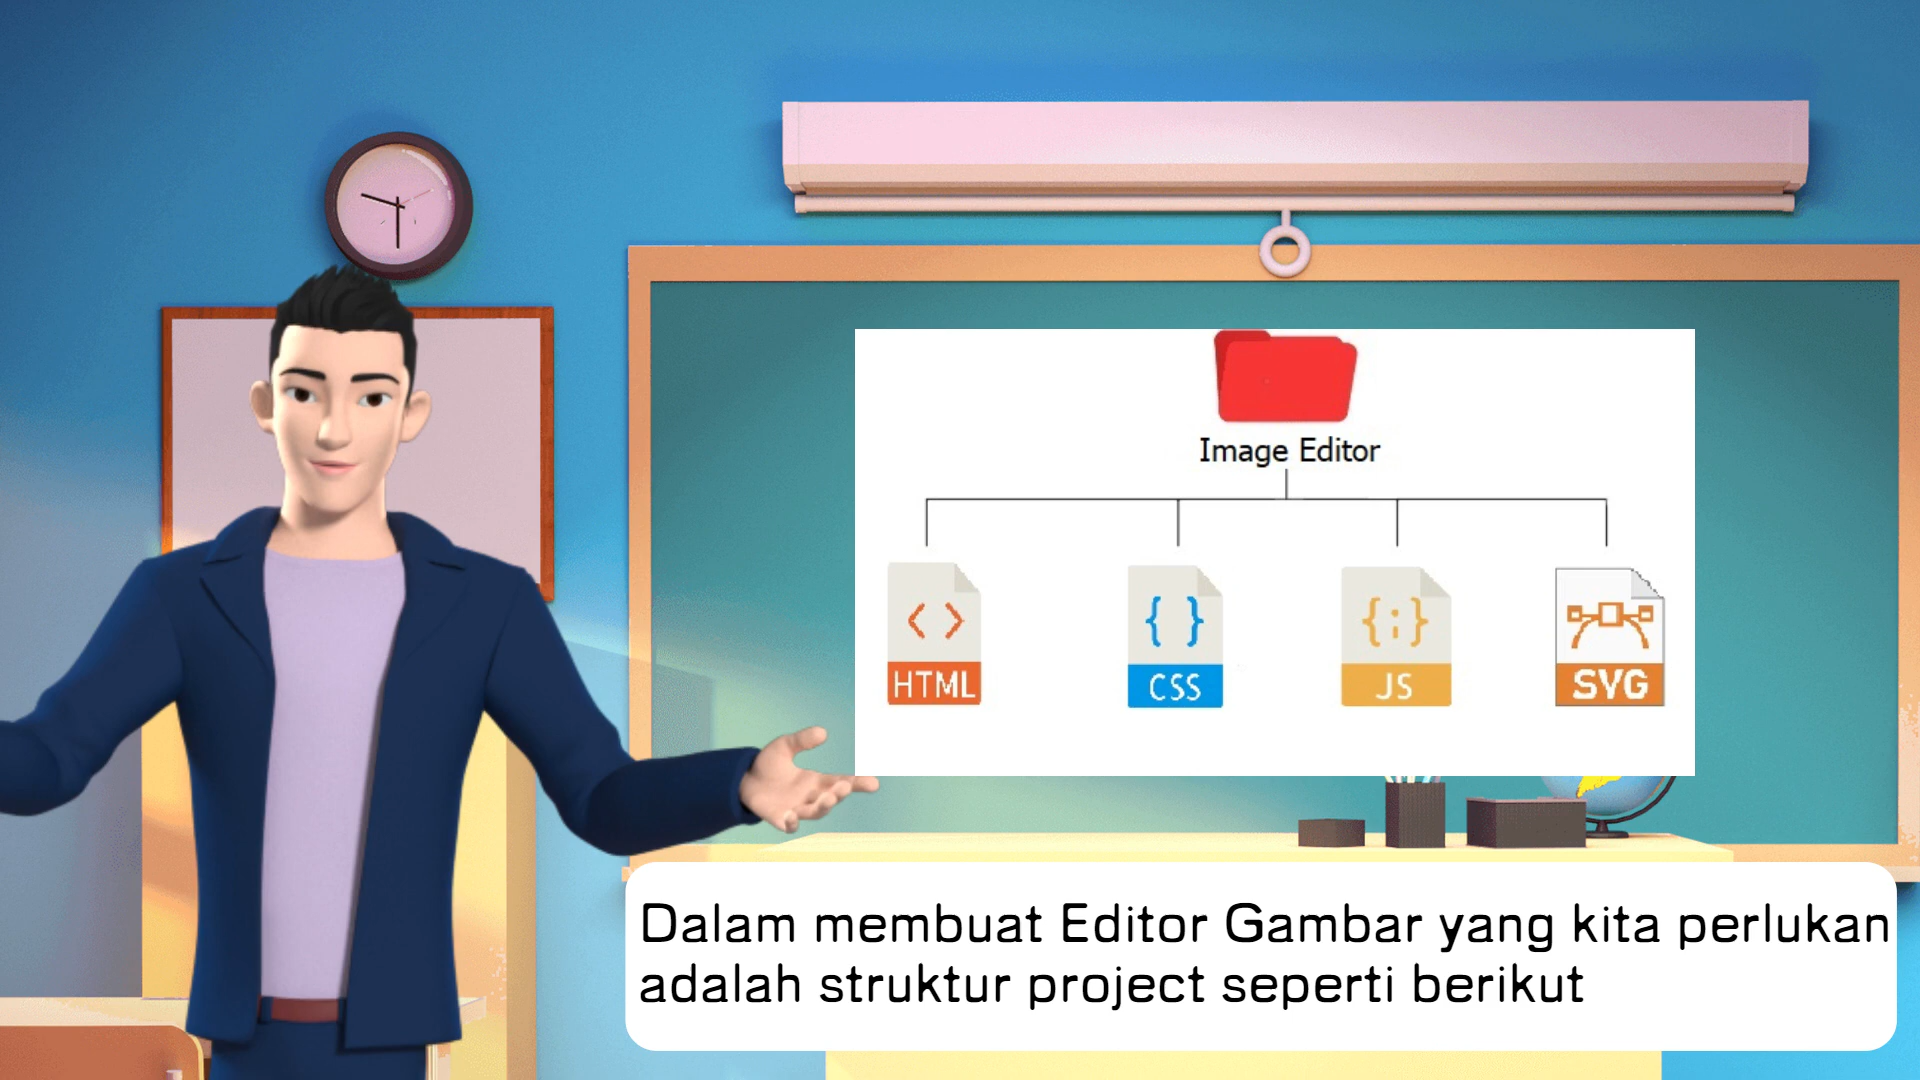 Image Editor
HTML
CSS
JS
SVG
Dalam membuat Editor Gambar yang kita perlukan
adalah struktur project seperti berikut